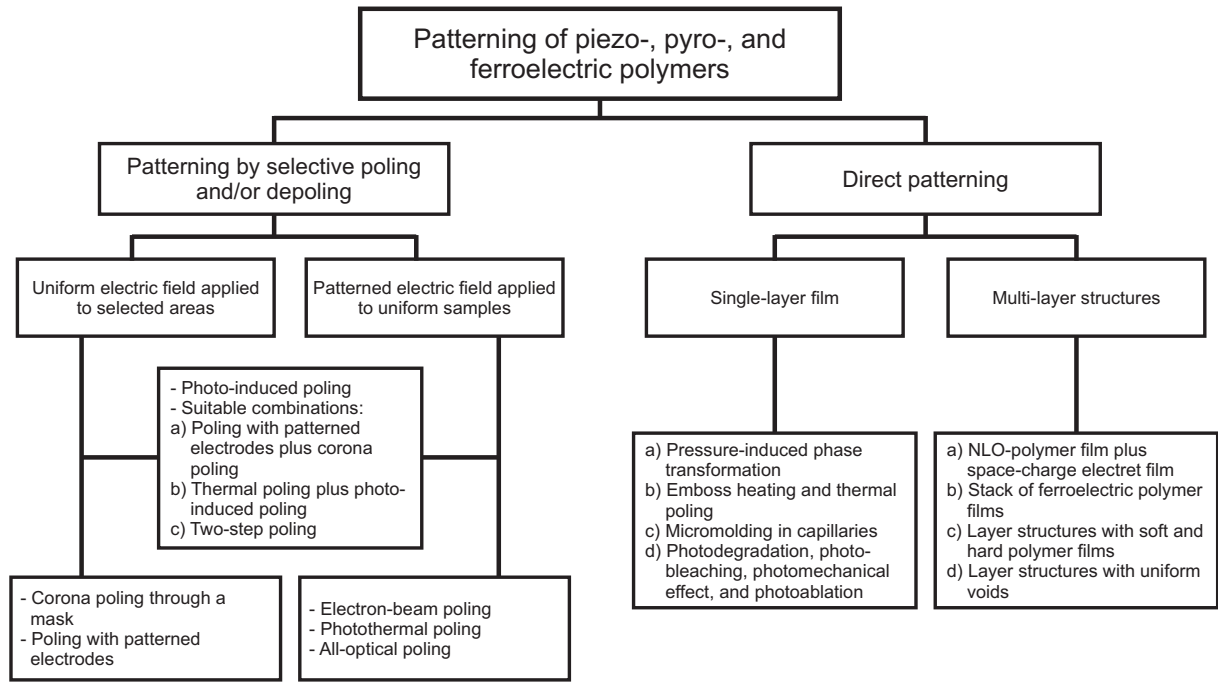 Patterning of piezo-, pyro-, and
ferroelectric polymers
Patterning by selective poling
and/or depoling
Direct patterning
Uniform electric field applied
to selected areas
Patterned electric field applied
to uniform samples
Single-layer film
Multi-layer structures
- Photo-induced poling
- Suitable combinations:
a) Poling with patterned
electrodes plus corona
poling
b) Thermal poling plus photo-
induced poling
c) Two-step poling
a) Pressure-induced phase
transformation
b) Emboss heating and thermal
poling
c) Micromolding in capillaries
d) Photodegradation, photo-
bleaching, photomechanical
effect, and photoablation
a) NLO-polymer film plus
space-charge electret film
b) Stack of ferroelectric polymer
films
c) Layer structures with soft and
hard polymer films
d) Layer structures with uniform
voids
- Corona poling through a
mask
- Poling with patterned
electrodes
- Electron-beam poling
- Photothermal poling
- All-optical poling